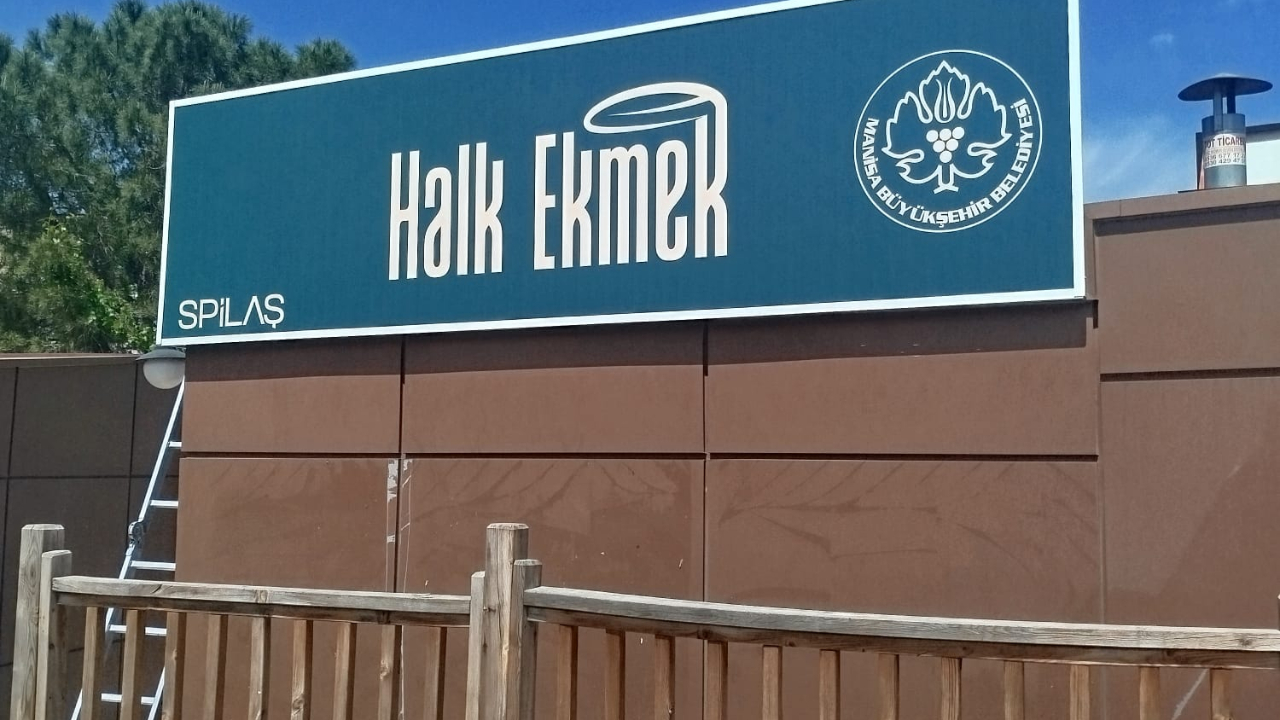 Halk Ekmek
MANİSA BÜYÜKŞEHİR BELEDİYESİ
SPİLAŞ